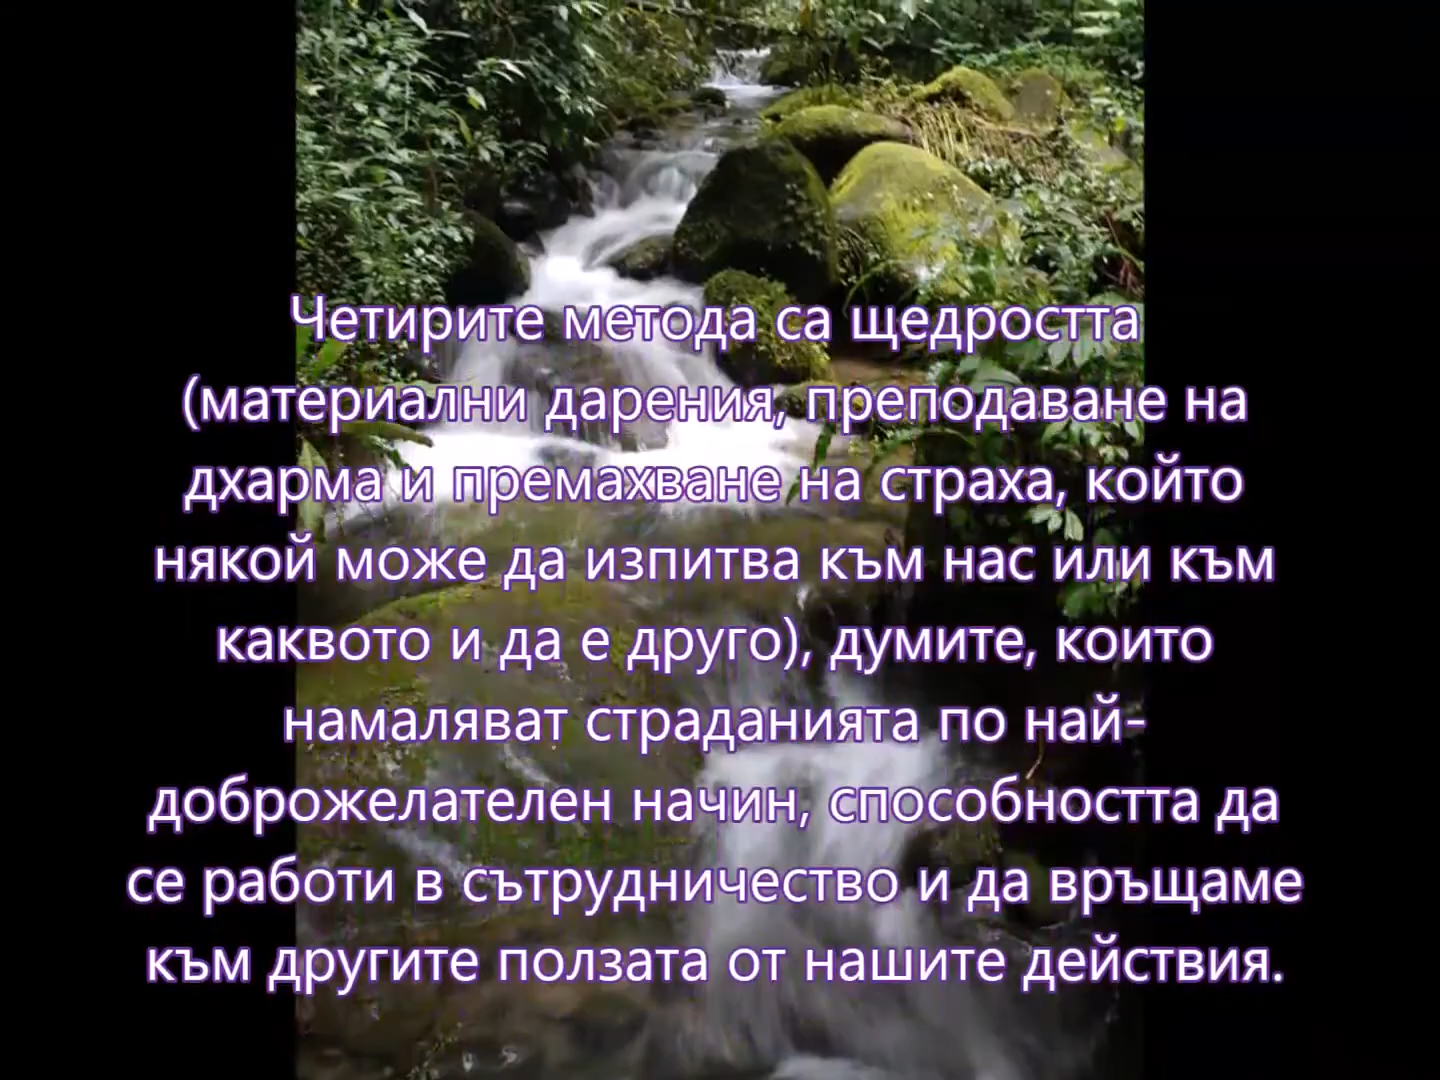 Четирите метода са щедростта
(материални дарения, преподаване на
дхарма и премахване на страха, който
някой може да изпитва към нас или към
каквото и да е друго), думите, които
намаляват страданията по най-
доброжелателен начин, способността да
се работи в сътрудничество и да връщаме
към другите ползата от нашите действия.